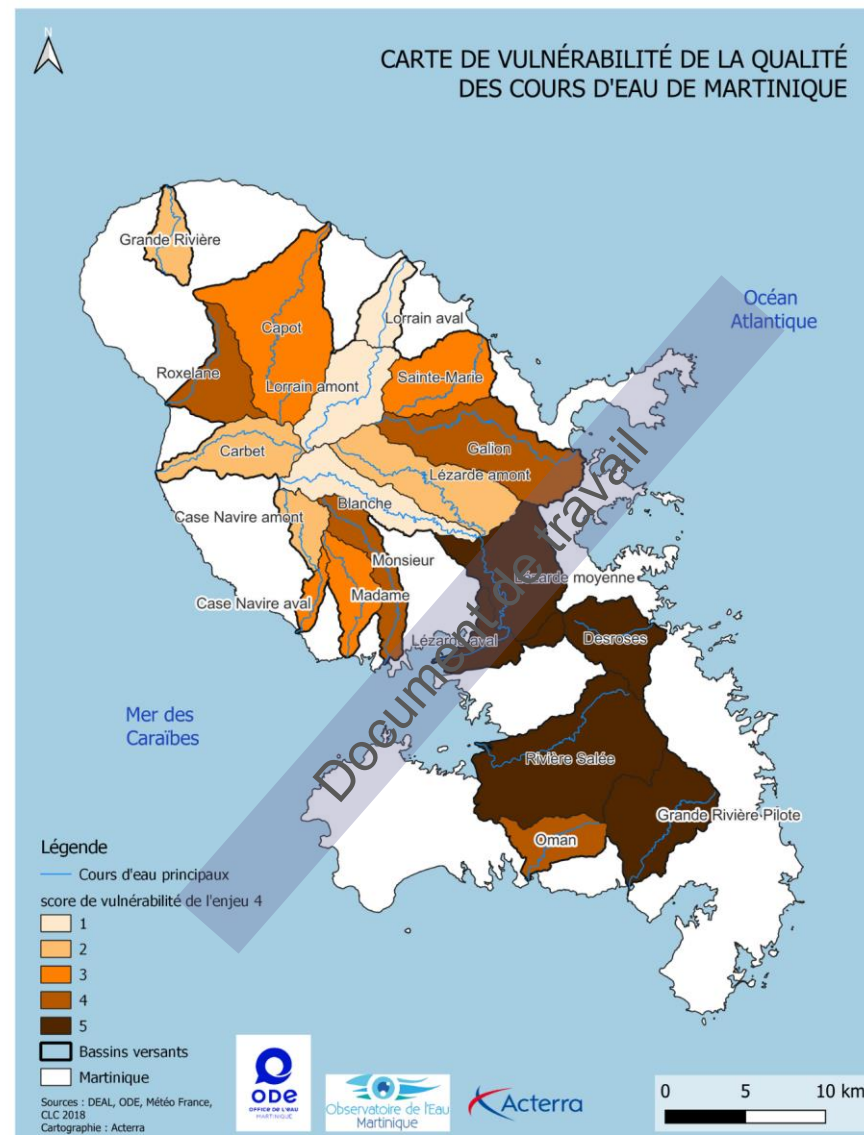 N
CARTE DE VULNÉRABILITÉ DE LA QUALITÉ
DES COURS D'EAU DE MARTINIQUE
Grande Rivière
Océan
Atlantique
Lorrain aval
Capot
Roxelane
Lorrain amont
Sainte-Marie
Carbet
Galion
Lézarde amont
Blanche
Case Navire amont
Monsieur
Lézarde moyenne
Madame
Case Navire aval
Lézarde aval
Desroses
Document de travail
Mer des
Caraïbes
Rivière Salée
Grande Rivière Pilote
Oman
Légende
Cours d'eau principaux
score de vulnérabilité de l'enjeu 4
1
2
3
4
5
Bassins versants
Martinique
Sources : DEAL, ODE, Météo France,
CLC 2018
Cartographie : Acterra
ODE
OFFICE DE L'EAU
MARTINIQUE
Observatoire de l'Eau
Martinique
Acterra
0 5 10 km